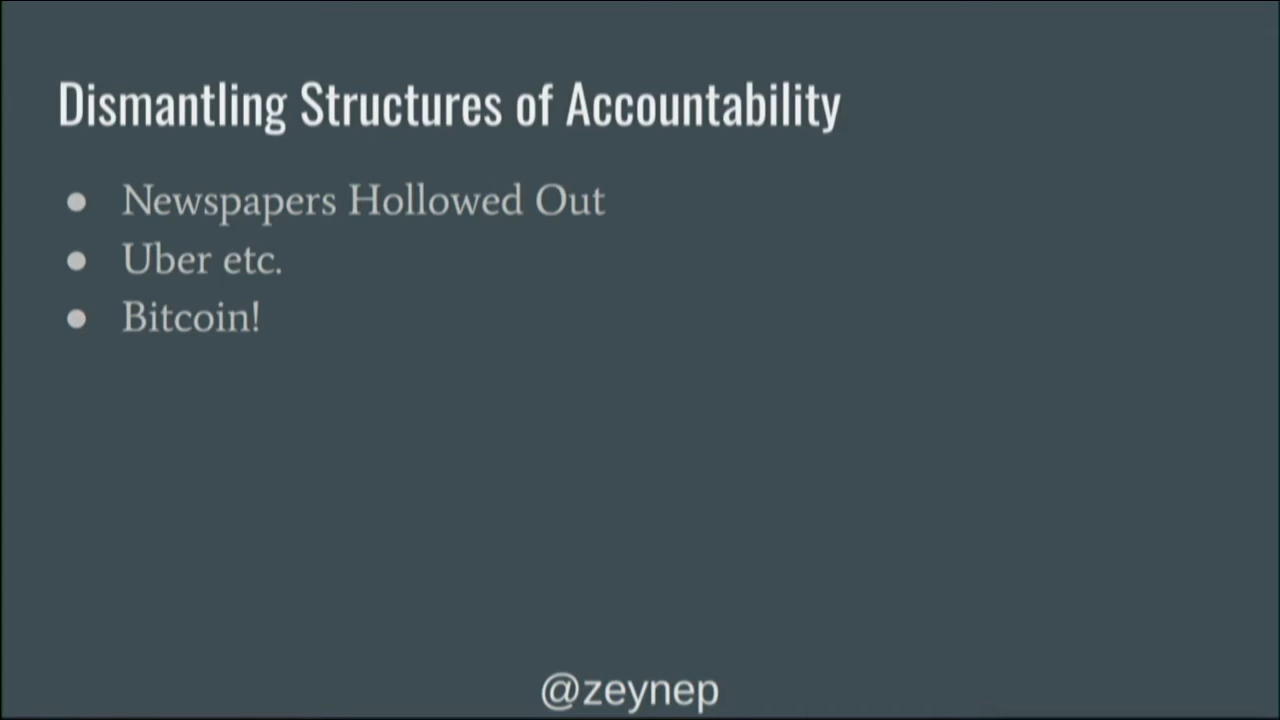 Dismantling Structures of Accountability
● Newspapers Hollowed Out
● Uber etc.
● Bitcoin!
@zeynep